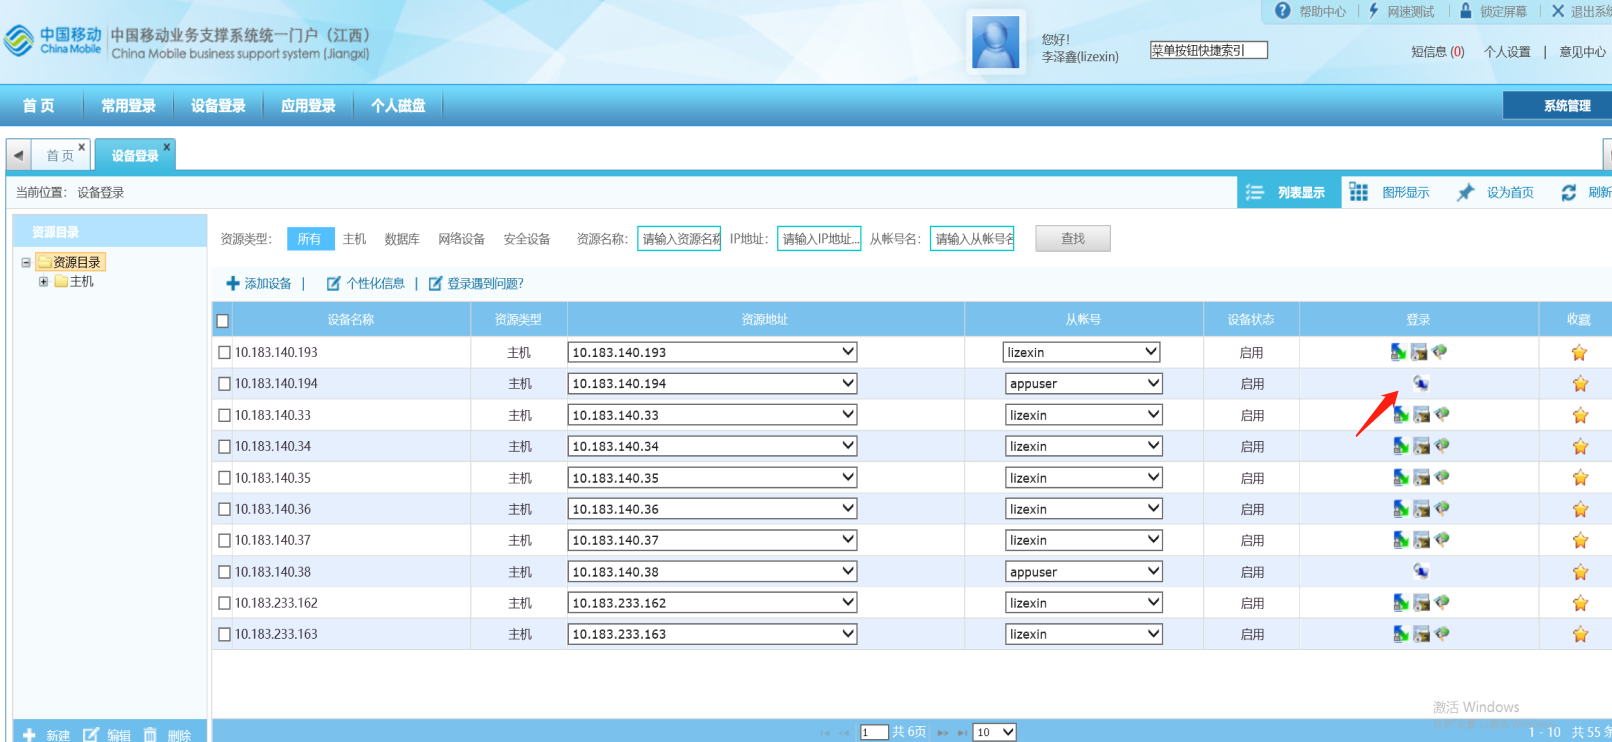 帮助中心 | 网速测试 | 锁定屏幕 | 退出系
中国移动
China Mobile
中国移动业务支撑系统统一门户（江西）
China Mobile business support system (Jiangxi)
您好！
李泽鑫(lizexin)
菜单按钮快捷索引
短信息 (0) 个人设置 | 意见中心
首 页 常用登录 设备登录 应用登录 个人磁盘 系统管理
首 页 x 设备登录 x
当前位置： 设备登录 列表显示 图形显示 设为首页 刷新
资源目录
资源目录
主机
资源类型： 所有 主机 数据库 网络设备 安全设备 资源名称： 请输入资源名称 IP地址： 请输入IP地址... 从帐号名： 请输入从帐号名 查找
添加设备 | 个性化信息 | 登录遇到问题?
设备名称 资源类型 资源地址 从帐号 设备状态 登录 收藏
10.183.140.193 主机 10.183.140.193 lizexin 启用
10.183.140.194 主机 10.183.140.194 appuser 启用
10.183.140.33 主机 10.183.140.33 lizexin 启用
10.183.140.34 主机 10.183.140.34 lizexin 启用
10.183.140.35 主机 10.183.140.35 lizexin 启用
10.183.140.36 主机 10.183.140.36 lizexin 启用
10.183.140.37 主机 10.183.140.37 lizexin 启用
10.183.140.38 主机 10.183.140.38 appuser 启用
10.183.233.162 主机 10.183.233.162 lizexin 启用
10.183.233.163 主机 10.183.233.163 lizexin 启用
激活 Windows
新建 编辑 删除
1 共 6页 10 1 - 10 共 55 条